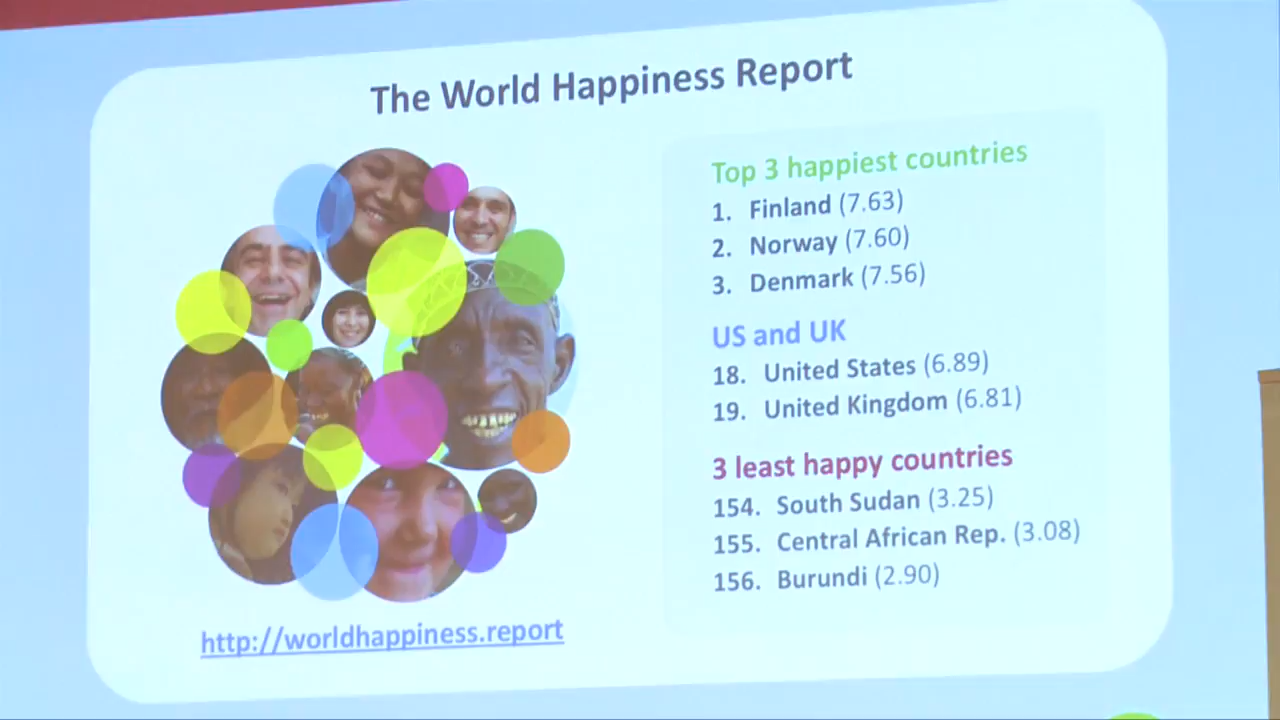 The World Happiness Report
Top 3 happiest countries
1. Finland (7.63)
2. Norway (7.60)
3. Denmark (7.56)
US and UK
18. United States (6.89)
19. United Kingdom (6.81)
3 least happy countries
154. South Sudan (3.25)
155. Central African Rep. (3.08)
156. Burundi (2.90)
http://worldhappiness.report